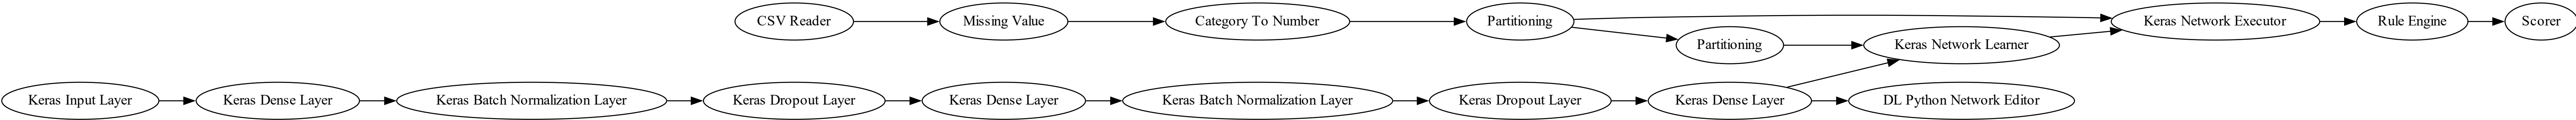 CSV Reader
Missing Value
Category To Number
Partitioning
Keras Network Executor
Rule Engine
Scorer
Partitioning
Keras Network Learner
Keras Input Layer
Keras Dense Layer
Keras Batch Normalization Layer
Keras Dropout Layer
Keras Dense Layer
Keras Batch Normalization Layer
Keras Dropout Layer
Keras Dense Layer
DL Python Network Editor